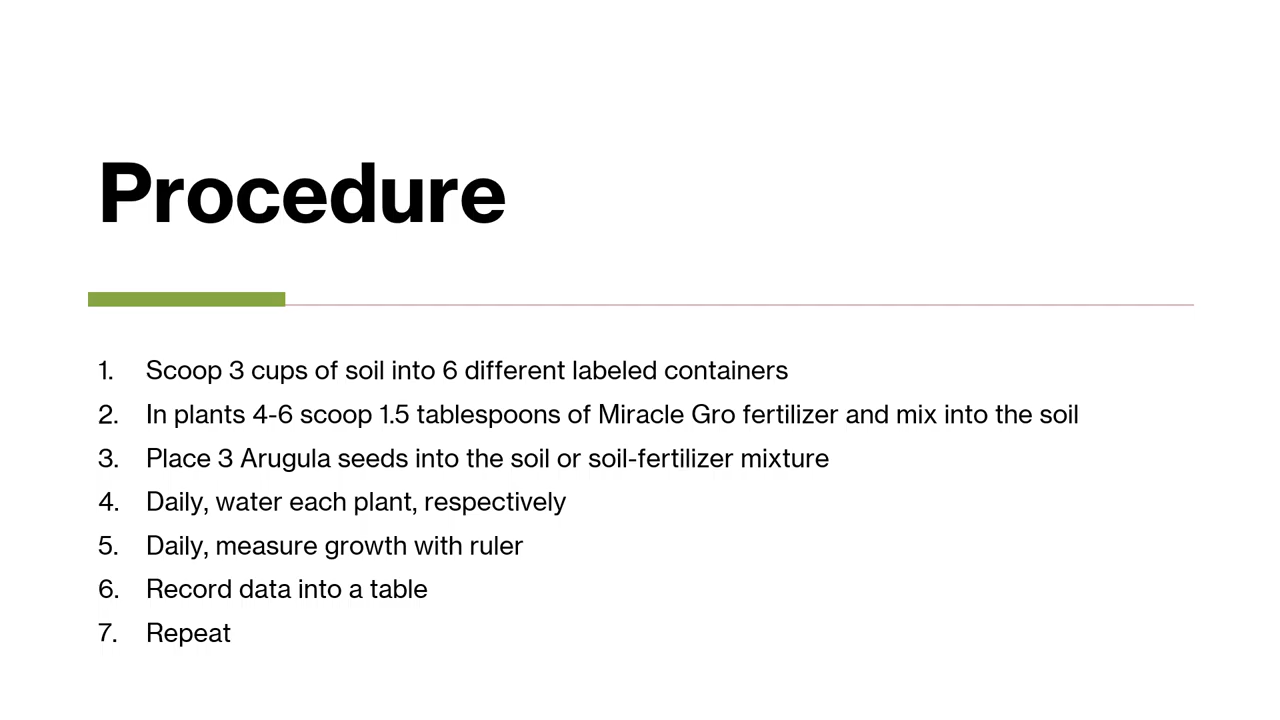 Procedure
1. Scoop 3 cups of soil into 6 different labeled containers
2. In plants 4-6 scoop 1.5 tablespoons of Miracle Gro fertilizer and mix into the soil
3. Place 3 Arugula seeds into the soil or soil-fertilizer mixture
4. Daily, water each plant, respectively
5. Daily, measure growth with ruler
6. Record data into a table
7. Repeat